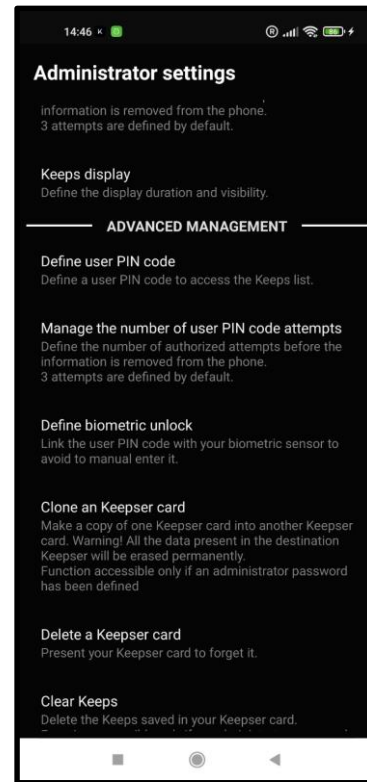 14:46
Administrator settings
information is removed from the phone.
3 attempts are defined by default.
Keeps display
Define the display duration and visibility.
ADVANCED MANAGEMENT
Define user PIN code
Define a user PIN code to access the Keeps list.
Manage the number of user PIN code attempts
Define the number of authorized attempts before the
information is removed from the phone.
3 attempts are defined by default.
Define biometric unlock
Link the user PIN code with your biometric sensor to
avoid to manual enter it.
Clone an Keepser card
Make a copy of one Keepser card into another Keepser
card. Warning! All the data present in the destination
Keepser will be erased permanently.
Function accessible only if an administrator password
has been defined
Delete a Keepser card
Present your Keepser card to forget it.
Clear Keeps
Delete the Keeps saved in your Keepser card.